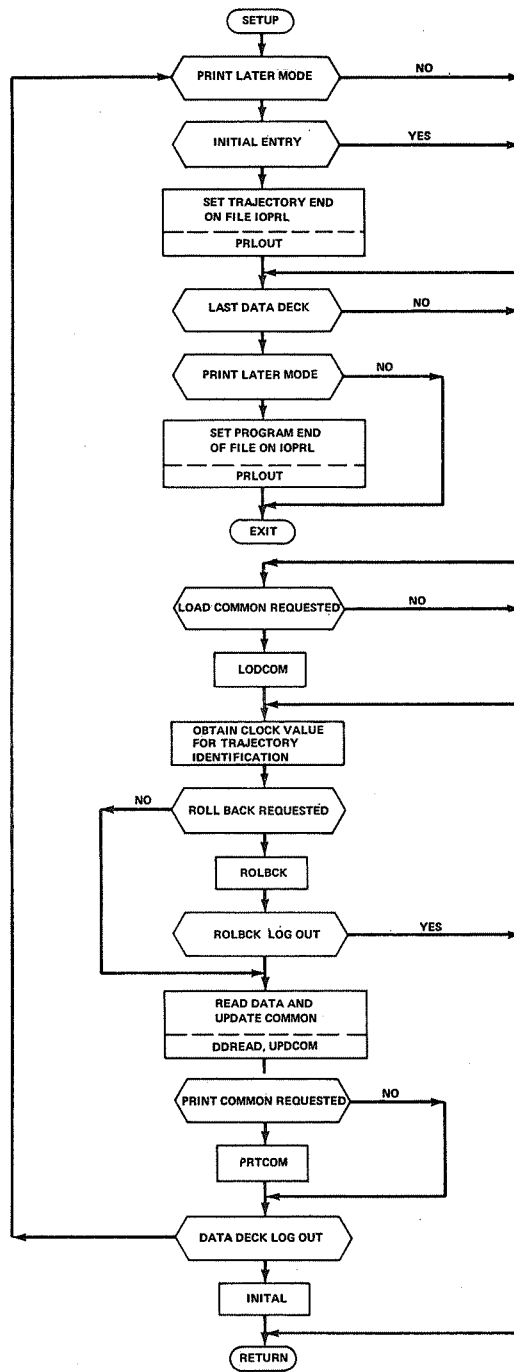 SETUP
PRINT LATER MODE
NO
INITIAL ENTRY
YES
SET TRAJECTORY END
ON FILE IOPRL
PRLOUT
LAST DATA DECK
NO
PRINT LATER MODE
NO
SET PROGRAM END
OF FILE ON IOPRL
PRLOUT
EXIT
LOAD COMMON REQUESTED
NO
LODCOM
OBTAIN CLOCK VALUE
FOR TRAJECTORY
IDENTIFICATION
NO
ROLL BACK REQUESTED
ROLBCK
ROLBCK LOG OUT
YES
READ DATA AND
UPDATE COMMON
DDREAD, UPDCOM
PRINT COMMON REQUESTED
NO
PRTCOM
DATA DECK LOG OUT
INITAL
RETURN